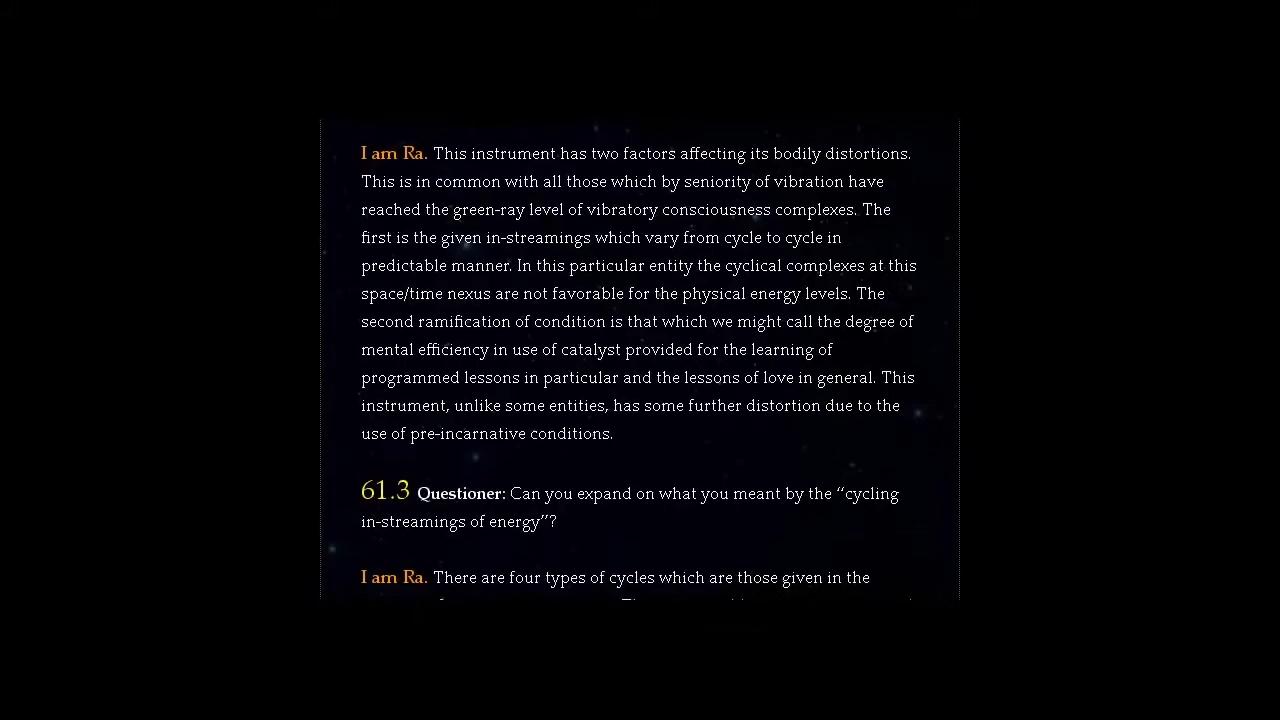 I am Ra. This instrument has two factors affecting its bodily distortions.
This is in common with all those which by seniority of vibration have
reached the green-ray level of vibratory consciousness complexes. The
first is the given in-streamings which vary from cycle to cycle in
predictable manner. In this particular entity the cyclical complexes at this
space/time nexus are not favorable for the physical energy levels. The
second ramification of condition is that which we might call the degree of
mental efficiency in use of catalyst provided for the learning of
programmed lessons in particular and the lessons of love in general. This
instrument, unlike some entities, has some further distortion due to the
use of pre-incarnative conditions.
61.3 Questioner: Can you expand on what you meant by the “cycling
in-streamings of energy”?
I am Ra. There are four types of cycles which are those given in the